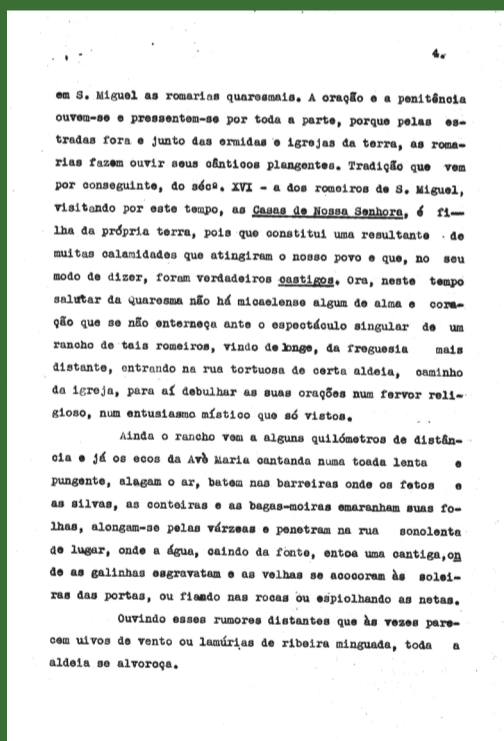 4.
em S. Miguel as romarias quaresmais. A oração e a penitência
ouvem-se e pressentem-se por toda a parte, porque pelas es-
tradas fora e junto das ermidas e igrejas da terra, as roma-
rias fazem ouvir seus cânticos plangentes. Tradição que vem
por conseguinte, do sécº. XVI - a dos romeiros de S. Miguel,
visitando por este tempo, as Casas de Nossa Senhora, é fi-
lha da própria terra, pois que constitui uma resultante de
muitas calamidades que atingiram o nosso povo e que, no seu
modo de dizer, foram verdadeiros castigos. Ora, neste tempo
salutar da Quaresma não há micaelense algum de alma e cora-
ção que se não enterneça ante o espectáculo singular de um
rancho de tais romeiros, vindo de longe, da freguesia mais
distante, entrando na rua tortuosa de certa aldeia, caminho
da igreja, para aí debulhar as suas orações num fervor reli-
gioso, num entusiasmo místico que só vistos.
Ainda o rancho vem a alguns quilómetros de distân-
cia e já os ecos da Avè Maria cantanda numa toada lenta e
pungente, alagam o ar, batem nas barreiras onde os fetos e
as silvas, as conteiras e as bagas-moiras emaranham suas fo-
lhas, alongam-se pelas várzeas e penetram na rua sonolenta
do lugar, onde a água, caindo da fonte, entoa uma cantiga,on
de as galinhas esgravatam e as velhas se acocoram às solei-
ras das portas, ou fiando nas rocas ou espiolhando as netas.
Ouvindo esses rumores distantes que às vezes pare-
cem uivos de vento ou lamúrias de ribeira minguada, toda a
aldeia se alvoroça.